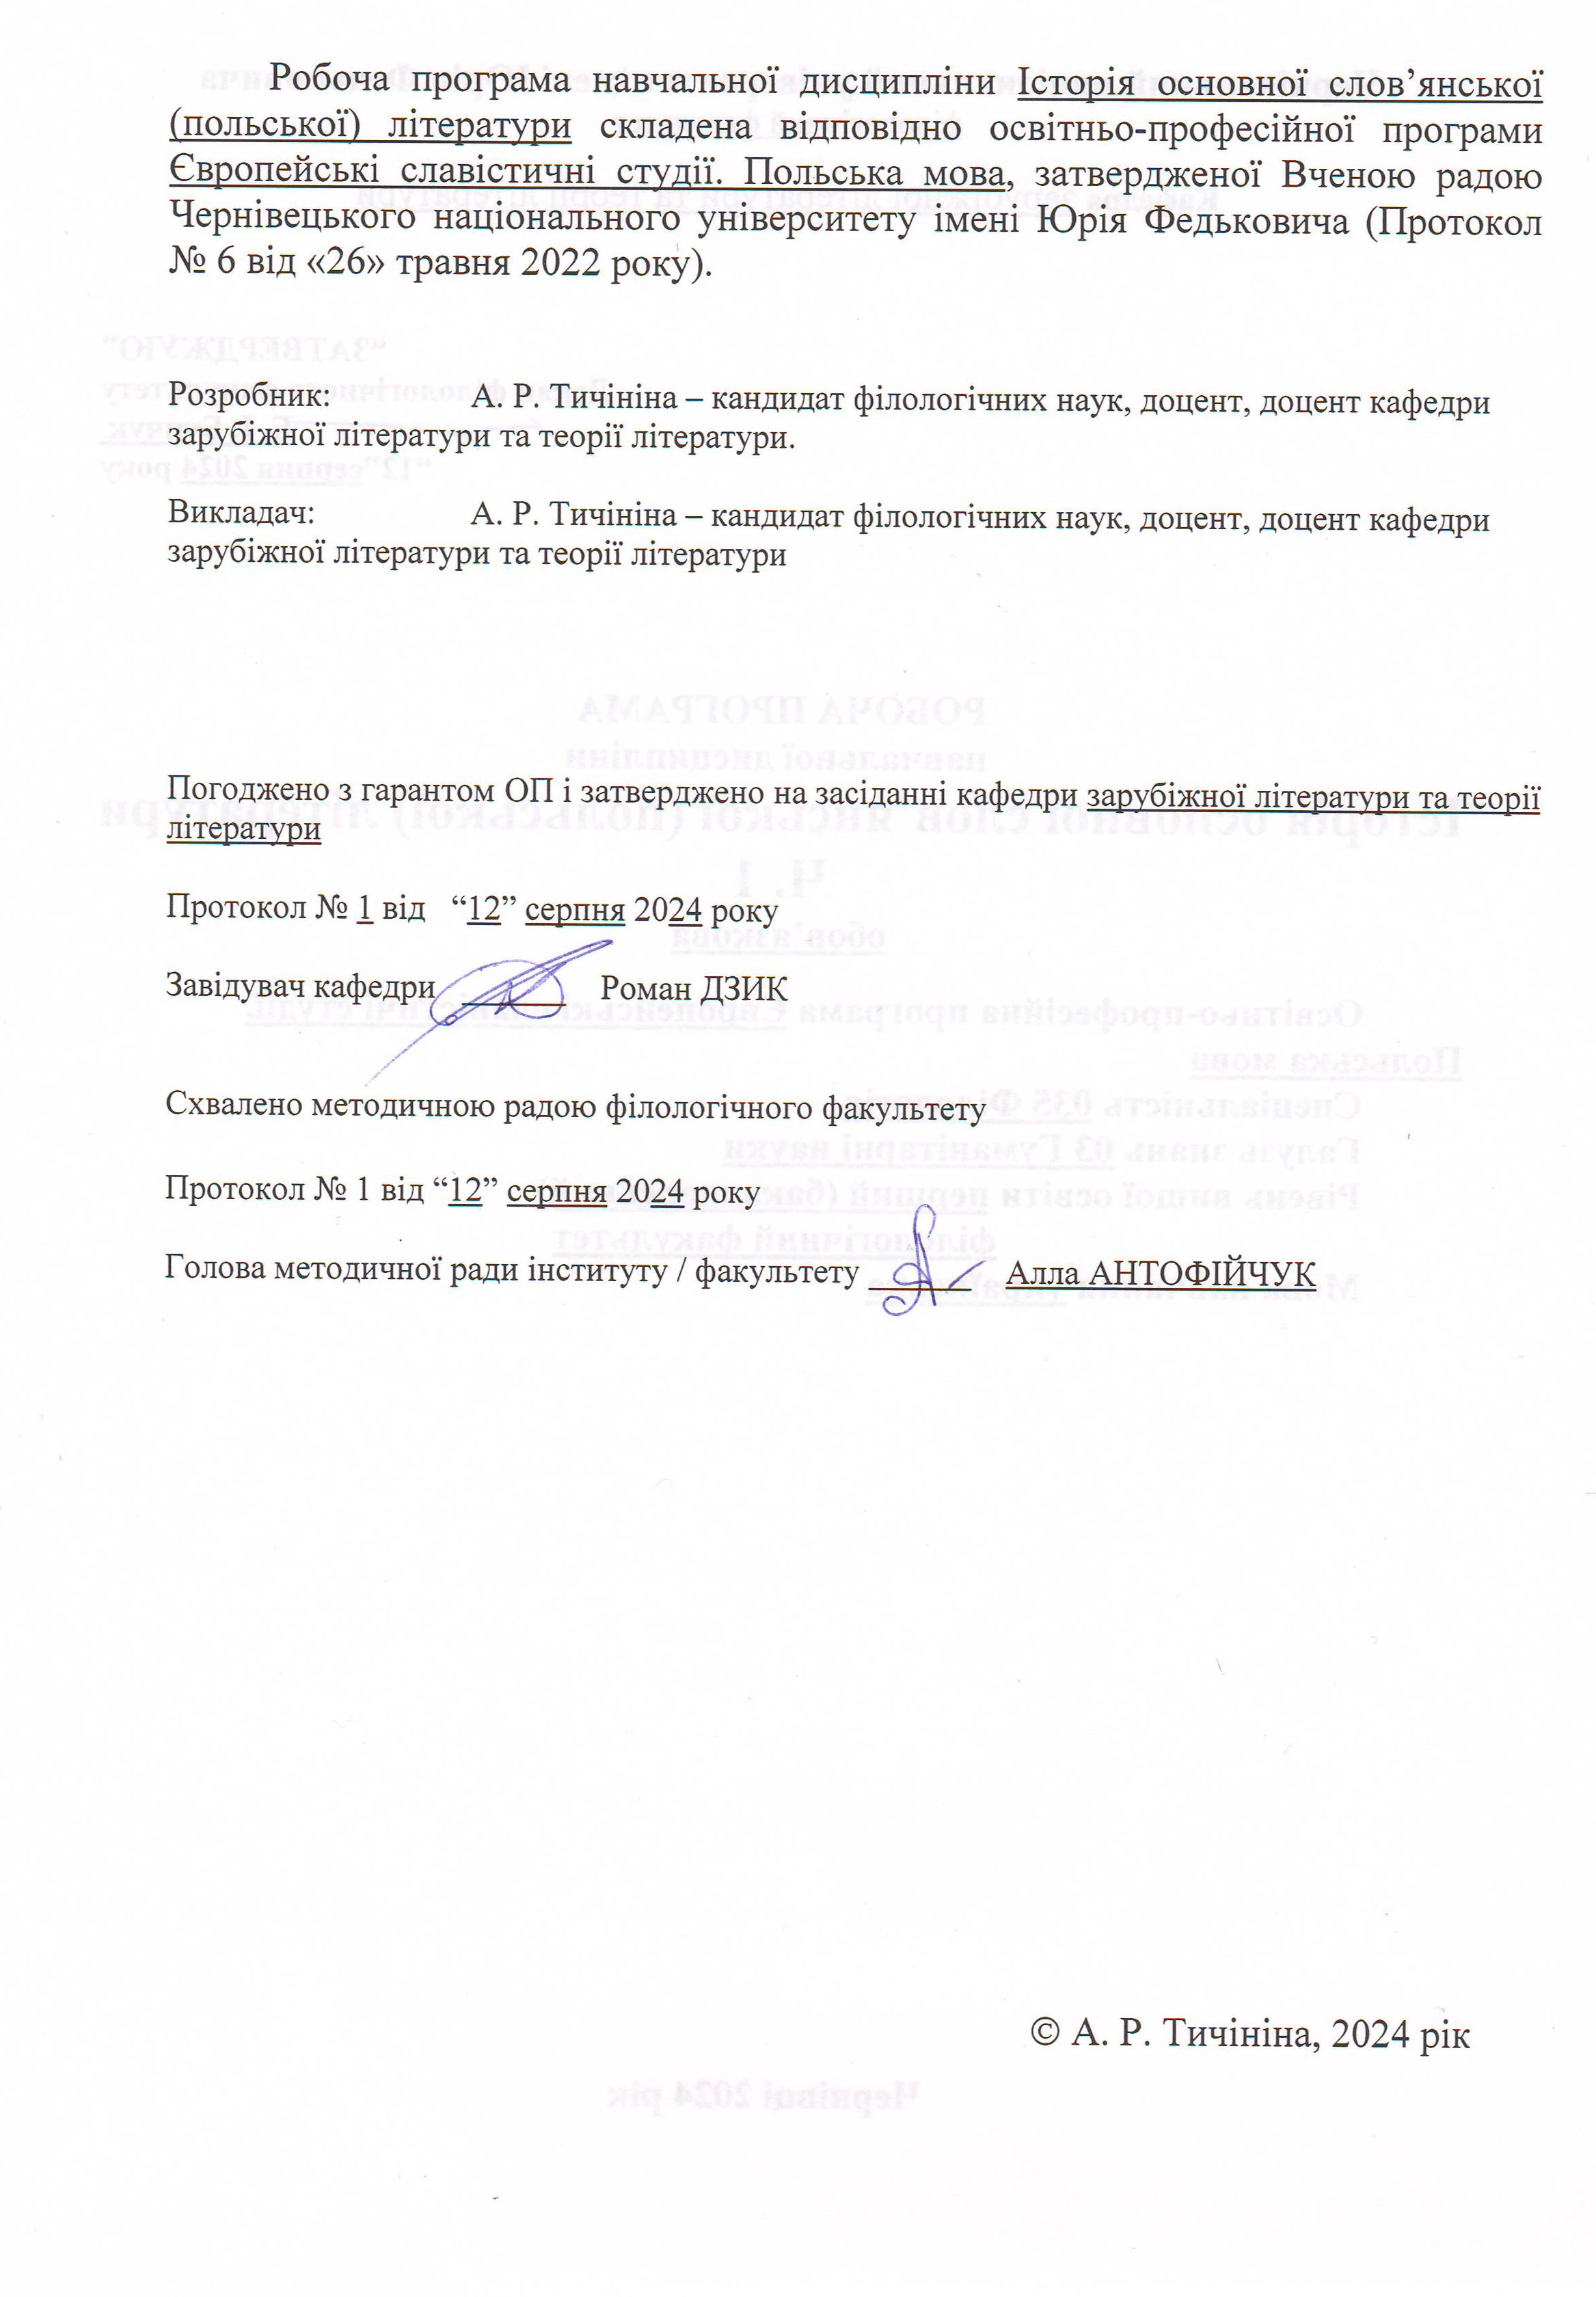 Робоча програма навчальної дисципліни Історія основної слов’янської
(польської) літератури складена відповідно освітньо-професійної програми
Європейські славістичні студії. Польська мова, затвердженої Вченою радою
Чернівецького національного університету імені Юрія Федьковича (Протокол
№ 6 від «26» травня 2022 року).
Розробник: А. Р. Тичініна – кандидат філологічних наук, доцент, доцент кафедри
зарубіжної літератури та теорії літератури.
Викладач: А. Р. Тичініна – кандидат філологічних наук, доцент, доцент кафедри
зарубіжної літератури та теорії літератури
Погоджено з гарантом ОП і затверджено на засіданні кафедри зарубіжної літератури та теорії
літератури
Протокол № 1 від “12” серпня 2024 року
Завідувач кафедри Роман ДЗИК
Схвалено методичною радою філологічного факультету
Протокол № 1 від “12” серпня 2024 року
Голова методичної ради інституту / факультету Алла АНТОФІЙЧУК
© А. Р. Тичініна, 2024 рік